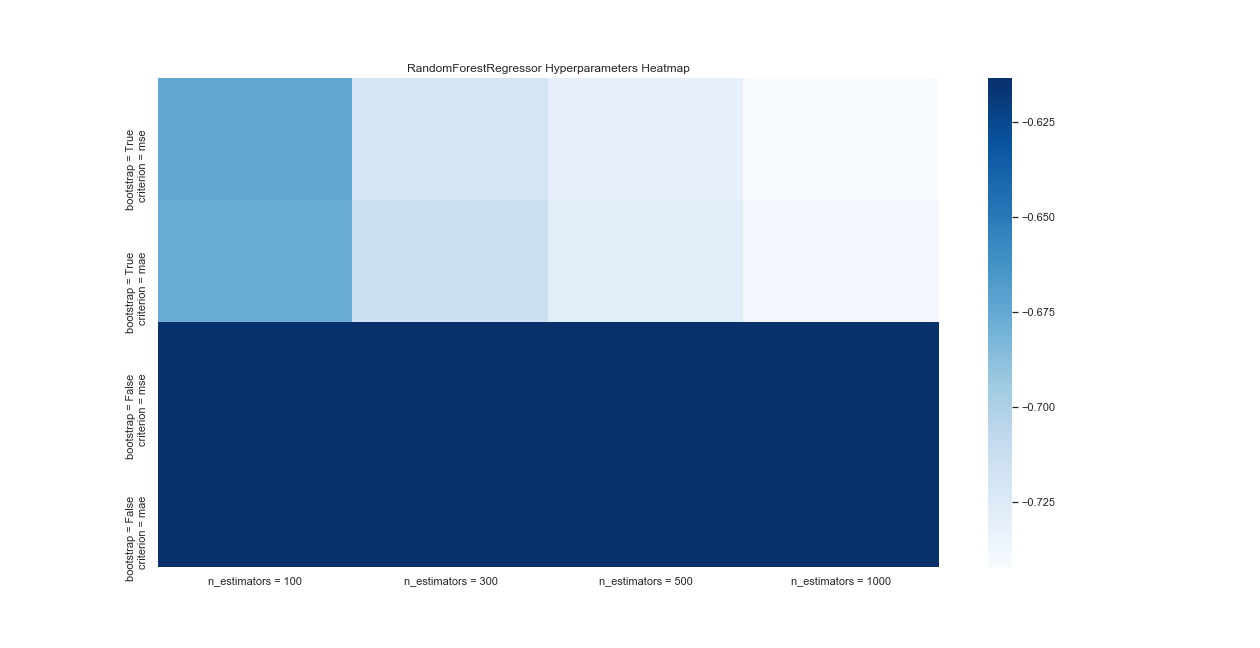 RandomForestRegressor Hyperparameters Heatmap
bootstrap = True
criterion = mse
bootstrap = True
criterion = mae
bootstrap = False
criterion = mse
bootstrap = False
criterion = mae
n_estimators = 100
n_estimators = 300
n_estimators = 500
n_estimators = 1000
−0.625
−0.650
−0.675
−0.700
−0.725